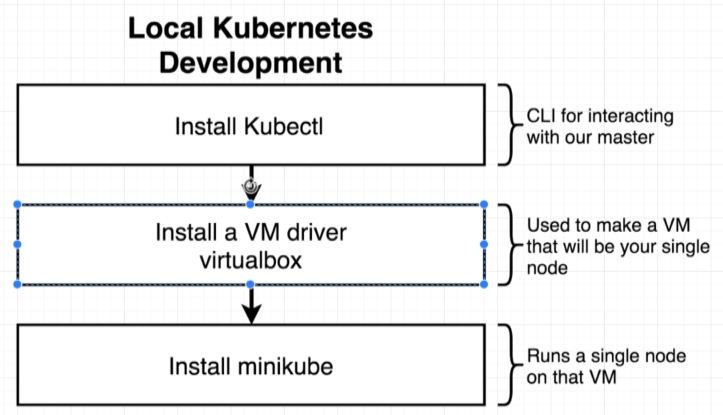 Local Kubernetes
Development
Install Kubectl
CLI for interacting
with our master
Install a VM driver
virtualbox
Used to make a VM
that will be your single
node
Install minikube
Runs a single node
on that VM